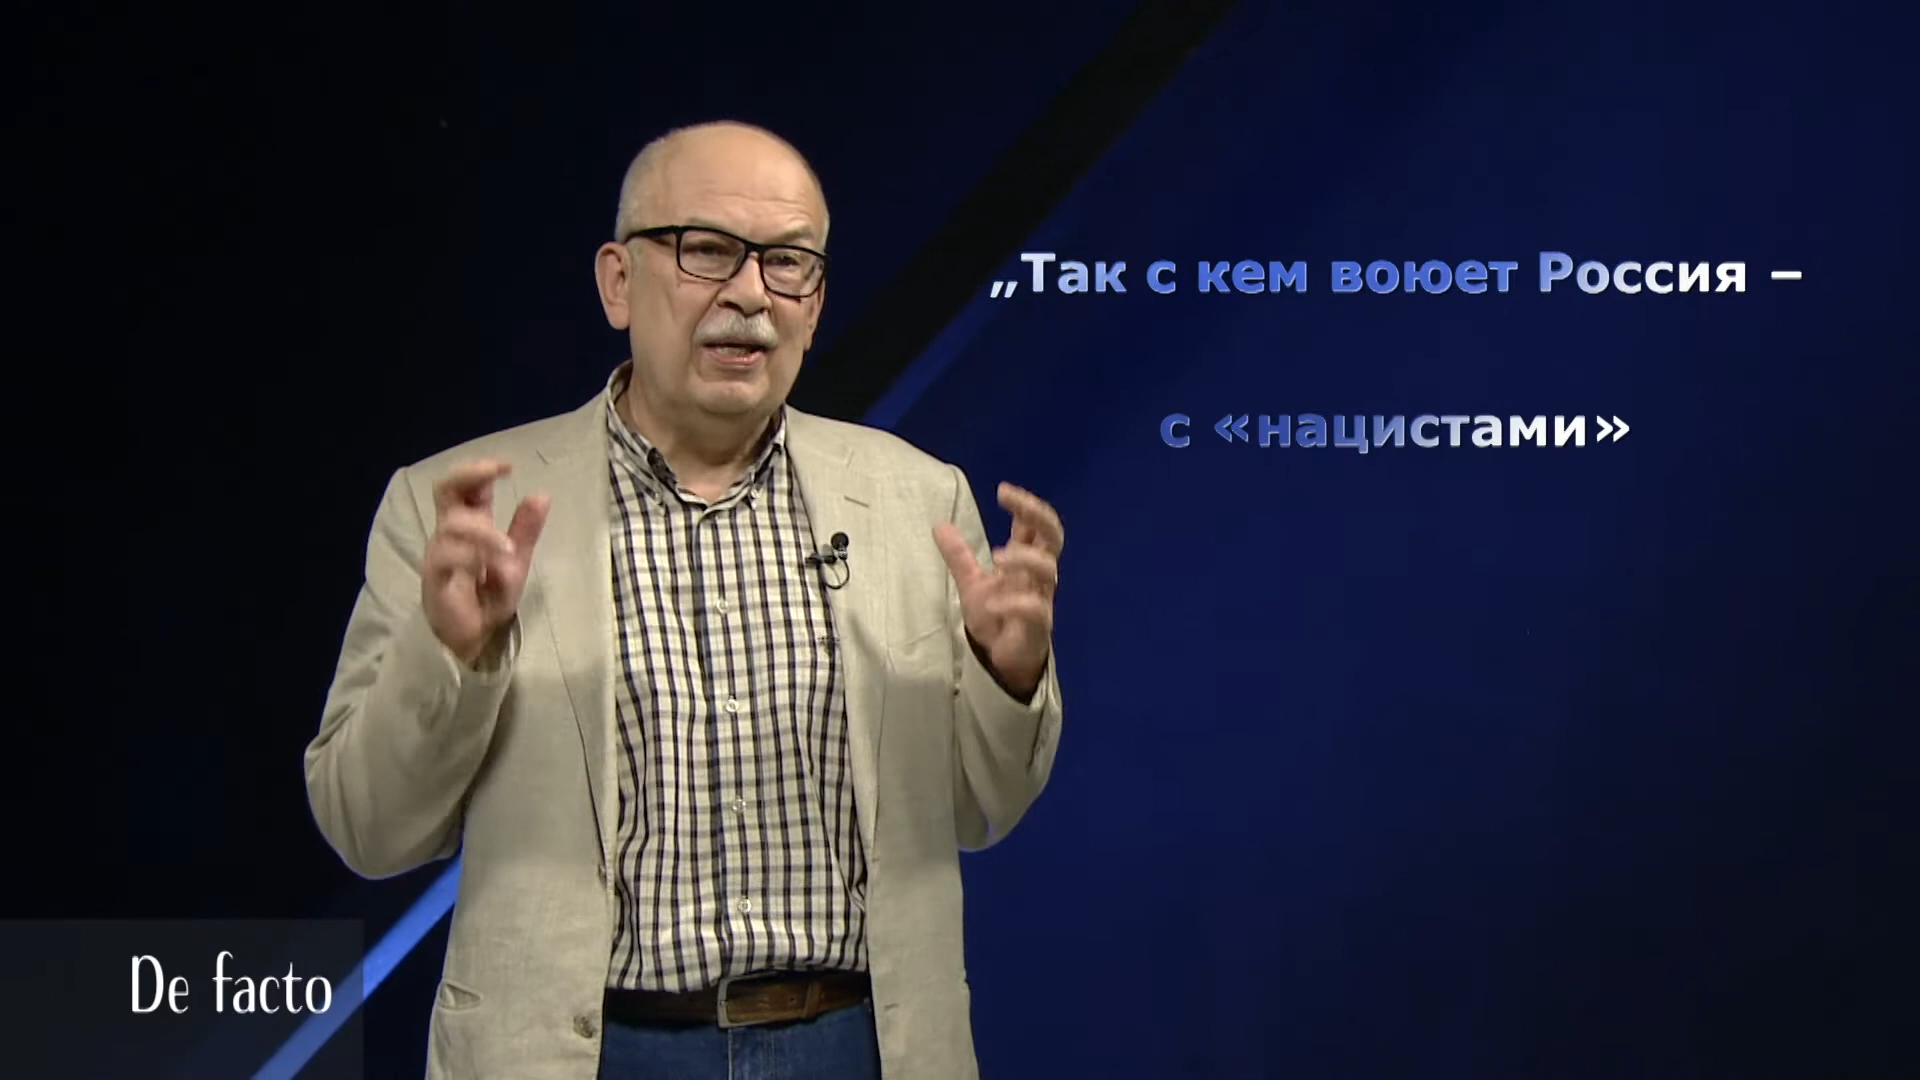 „Так с кем воюет Россия –
с «нацистами»
De facto